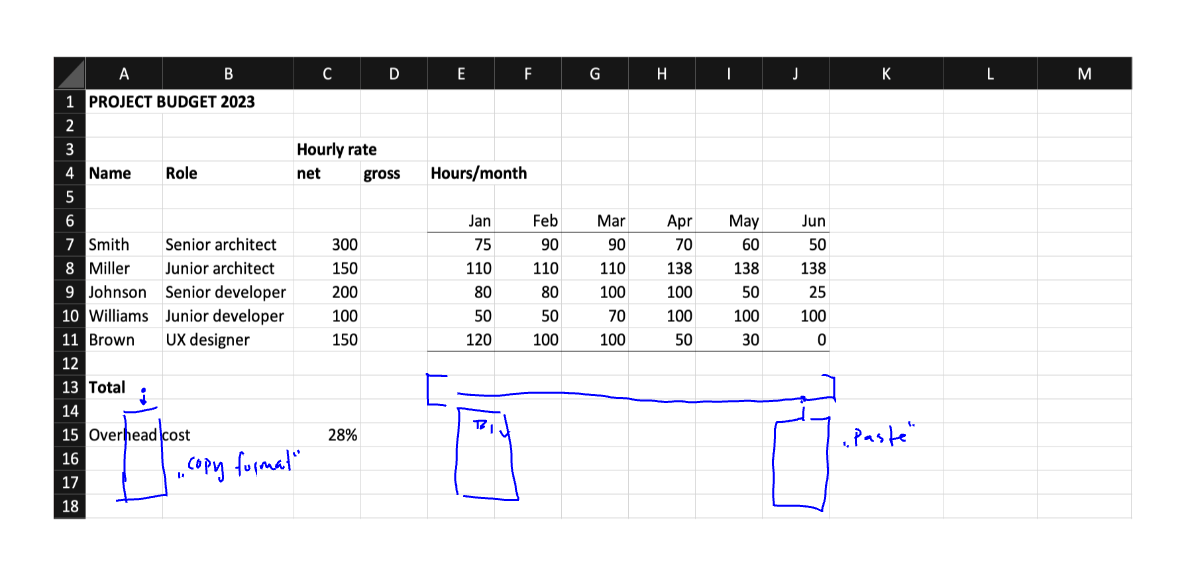 A B C D E F G H I J K L M
1 PROJECT BUDGET 2023
2
3 Hourly rate
4 Name Role net gross Hours/month
5
6 Jan Feb Mar Apr May Jun
7 Smith Senior architect 300 75 90 90 70 60 50
8 Miller Junior architect 150 110 110 110 138 138 138
9 Johnson Senior developer 200 80 80 100 100 50 25
10 Williams Junior developer 100 50 50 70 100 100 100
11 Brown UX designer 150 120 100 100 50 30 0
12
13 Total
14
15 Overhead cost 28% „Paste“
16 „copy format“
17
18